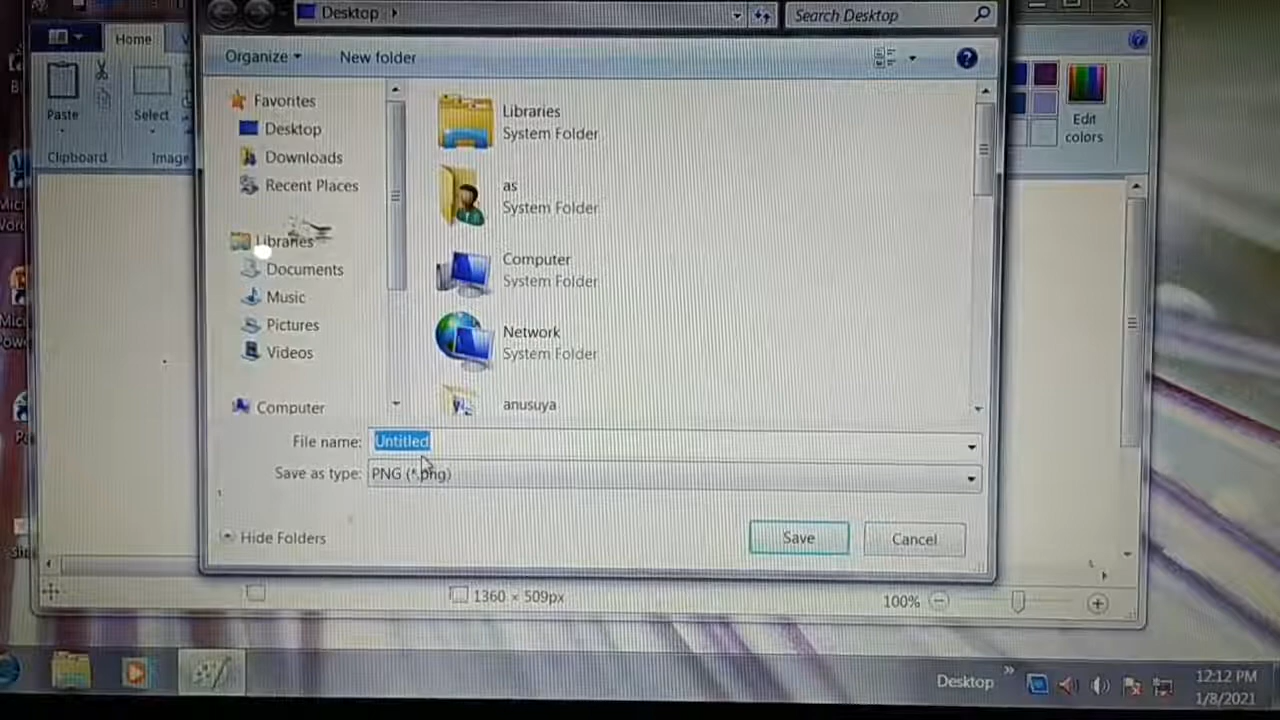 Desktop
Search Desktop
Organize
New folder
Home
Paste
Select
Clipboard
Image
Edit
colors
Favorites
Desktop
Downloads
Recent Places
Libraries
Documents
Music
Pictures
Videos
Computer
Libraries
System Folder
as
System Folder
Computer
System Folder
Network
System Folder
anusuya
File name: Untitled
Save as type: PNG (*.png)
Hide Folders
Save
Cancel
1360 × 509px
100%
Desktop
12:12 PM
1/8/2021